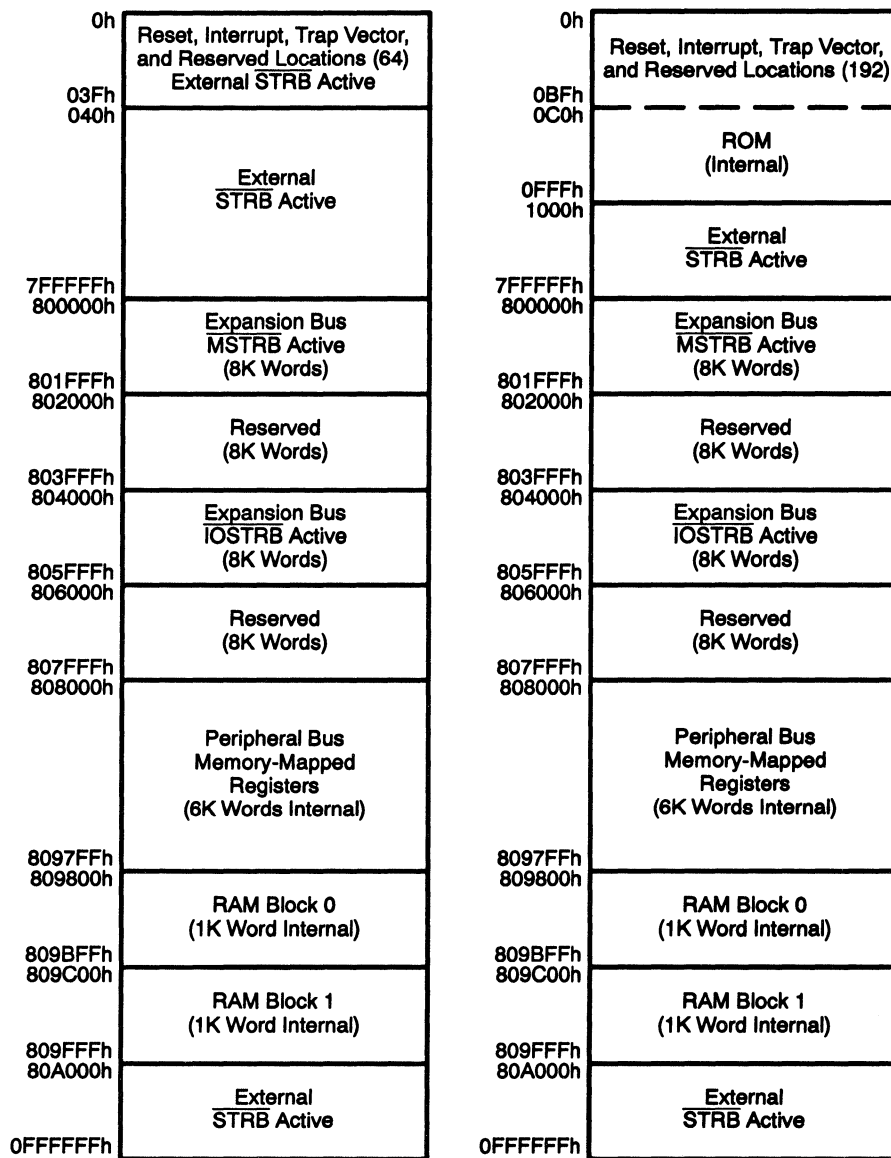 0h
Reset, Interrupt, Trap Vector,
and Reserved Locations (64)
External STRB Active
03Fh
040h
External
STRB Active
7FFFFFh
800000h
Expansion Bus
MSTRB Active
(8K Words)
801FFFh
802000h
Reserved
(8K Words)
803FFFh
804000h
Expansion Bus
IOSTRB Active
(8K Words)
805FFFh
806000h
Reserved
(8K Words)
807FFFh
808000h
Peripheral Bus
Memory-Mapped
Registers
(6K Words Internal)
8097FFh
809800h
RAM Block 0
(1K Word Internal)
809BFFh
809C00h
RAM Block 1
(1K Word Internal)
809FFFh
80A000h
External
STRB Active
0FFFFFFh
0h
Reset, Interrupt, Trap Vector,
and Reserved Locations (192)
0BFh
0C0h
ROM
(Internal)
0FFFh
1000h
External
STRB Active
7FFFFFh
800000h
Expansion Bus
MSTRB Active
(8K Words)
801FFFh
802000h
Reserved
(8K Words)
803FFFh
804000h
Expansion Bus
IOSTRB Active
(8K Words)
805FFFh
806000h
Reserved
(8K Words)
807FFFh
808000h
Peripheral Bus
Memory-Mapped
Registers
(6K Words Internal)
8097FFh
809800h
RAM Block 0
(1K Word Internal)
809BFFh
809C00h
RAM Block 1
(1K Word Internal)
809FFFh
80A000h
External
STRB Active
0FFFFFFh